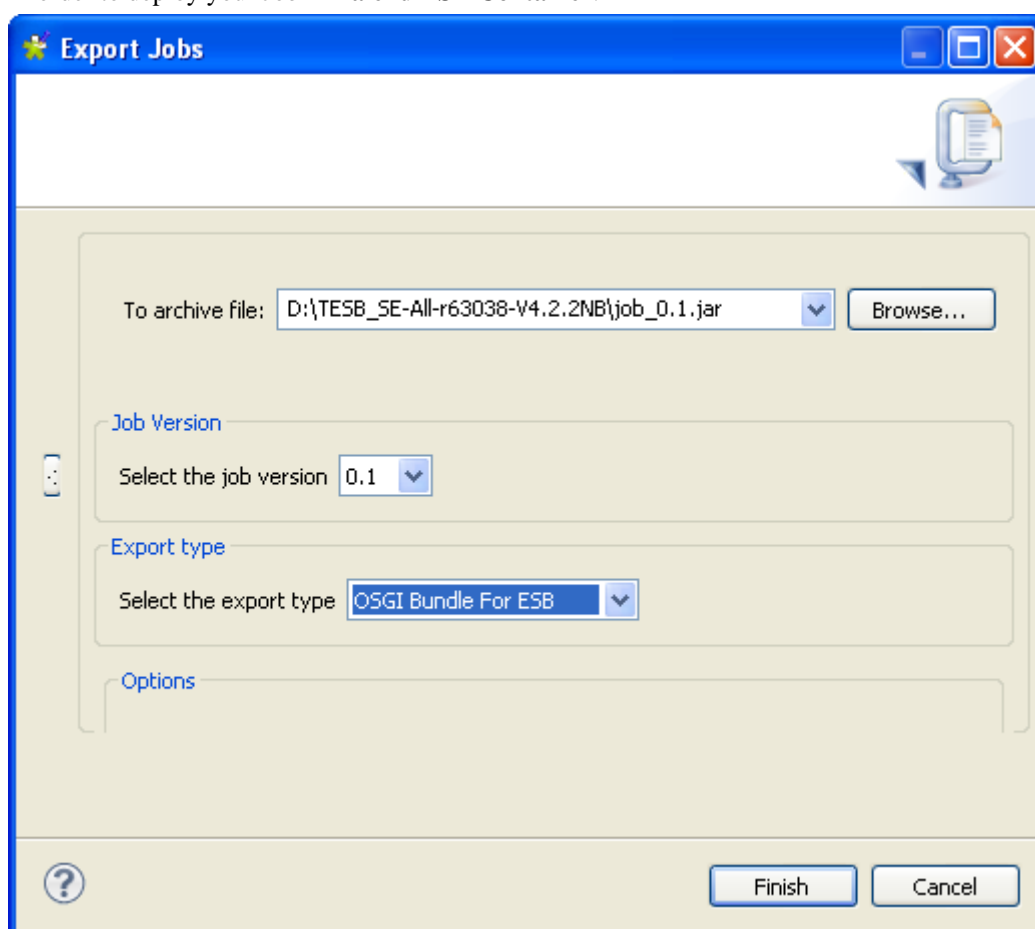 Export Jobs
To archive file: D:\TESB_SE-All-r63038-V4.2.2NB\job_0.1.jar Browse...
Job Version
Select the job version 0.1
Export type
Select the export type OSGI Bundle For ESB
Options
Finish Cancel